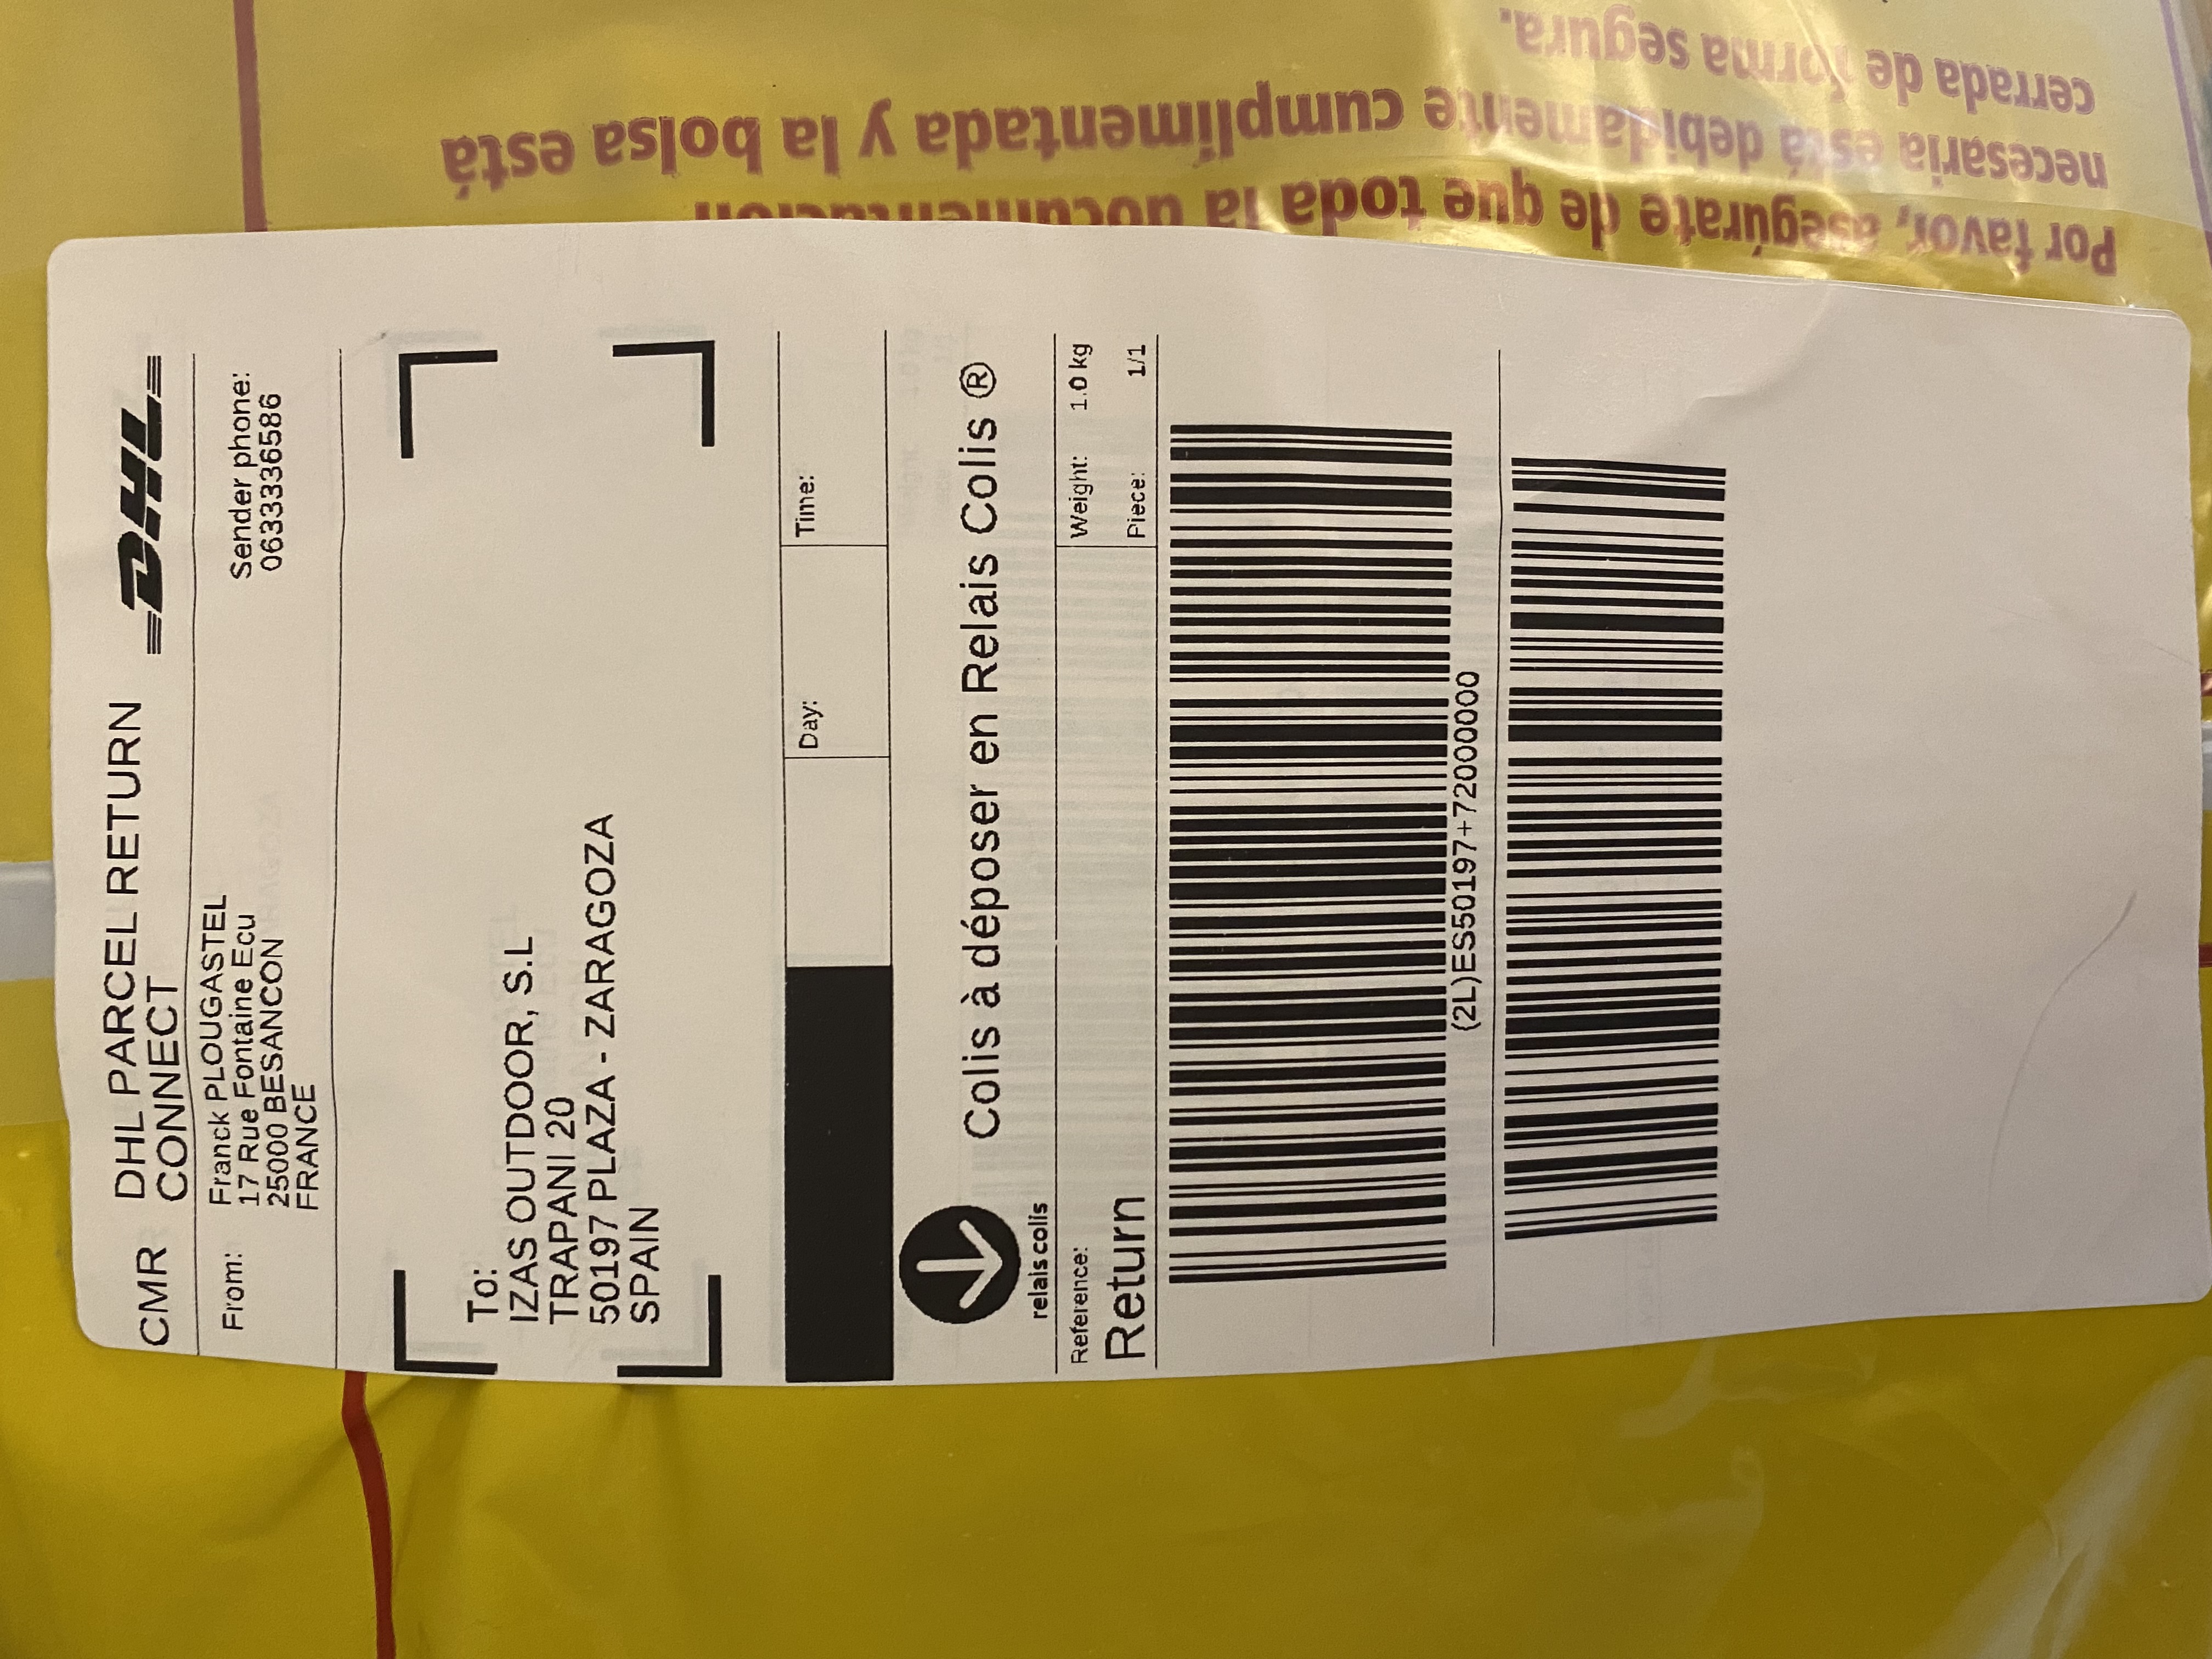 CMR
DHL PARCEL RETURN
CONNECT
DHL
From:
Franck PLOUGASTEL
17 Rue Fontaine Ecu
25000 BESANCON
FRANCE
Sender phone:
0633336586
To:
IZAS OUTDOOR, S.L
TRAPANI 20
50197 PLAZA - ZARAGOZA
SPAIN
Day:
Time:
relais colis
Colis à déposer en Relais Colis ®
Reference:
Return
Weight: 1.0 kg
Piece: 1/1
(2L)ES50197+72000000
Por favor, asegúrate de que toda la documentación
necesaria está debidamente cumplimentada y la bolsa está
cerrada de forma segura.